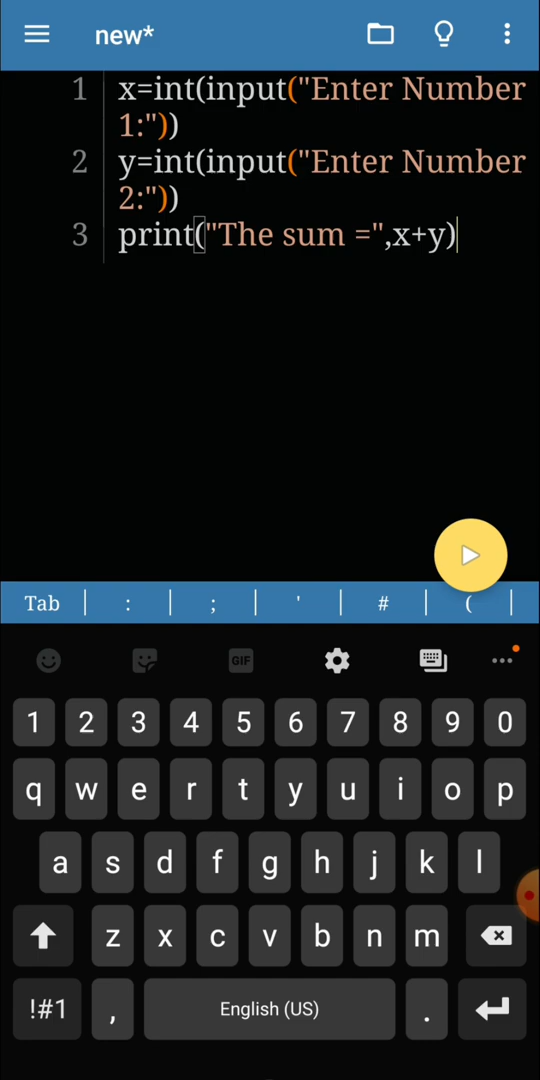 new*
1 x=int(input("Enter Number
1:"))
2 y=int(input("Enter Number
2:"))
3 print("The sum =",x+y)
Tab | : | ; | ' | # | ( |
GIF
1 2 3 4 5 6 7 8 9 0
q w e r t y u i o p
a s d f g h j k l
z x c v b n m
!#1 , English (US) .